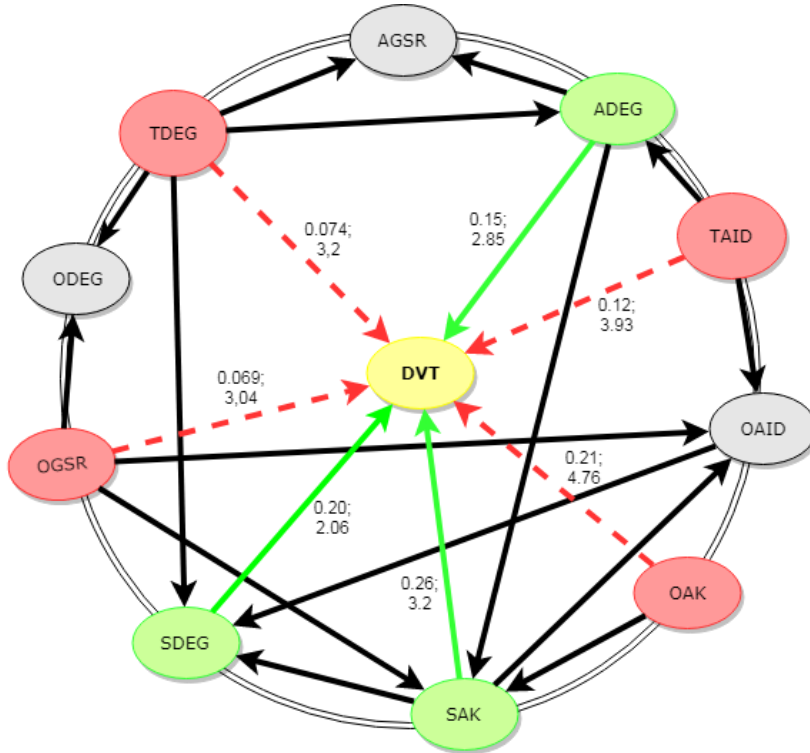 AGSR
TDEG
ADEG
0.074;
3,2
0.15;
2.85
TAID
ODEG
0.12;
3.93
DVT
0.069;
3,04
OAID
OGSR
0.21;
4.76
0.20;
2.06
0.26;
3.2
OAK
SDEG
SAK